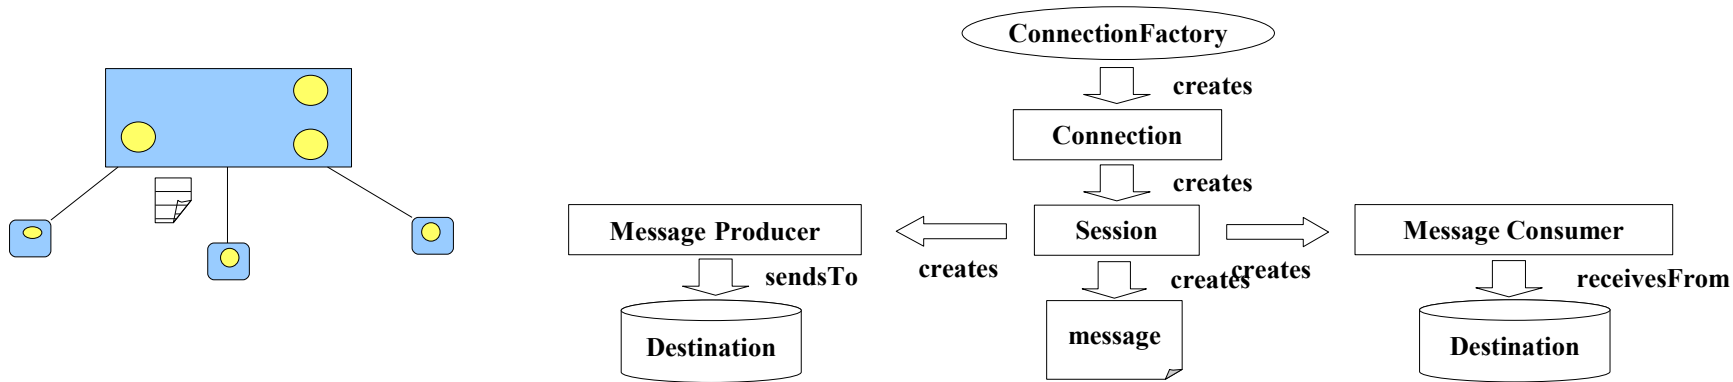 ConnectionFactory
creates
Connection
creates
Message Producer
Session
Message Consumer
creates
creates
creates
sendsTo
receivesFrom
Destination
message
Destination